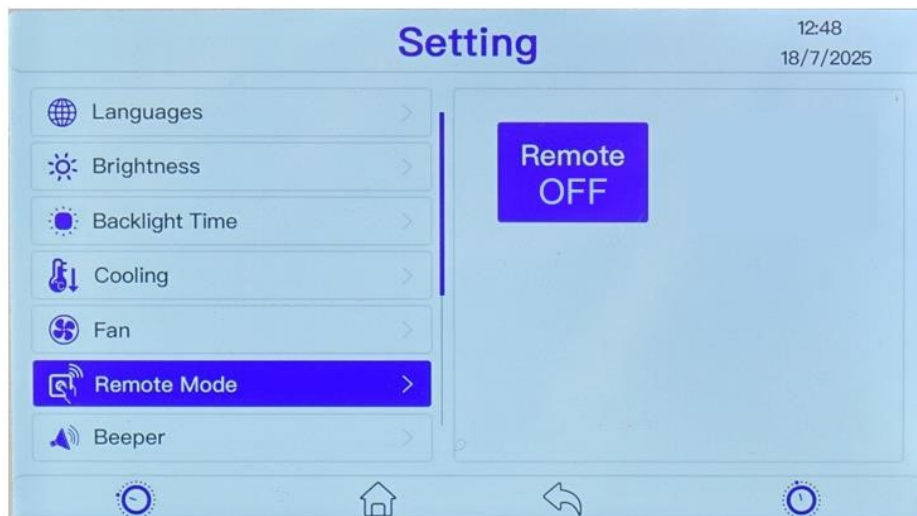 Setting
12:48
18/7/2025
Languages
Brightness
Backlight Time
Cooling
Fan
Remote Mode
Beeper
Remote
OFF